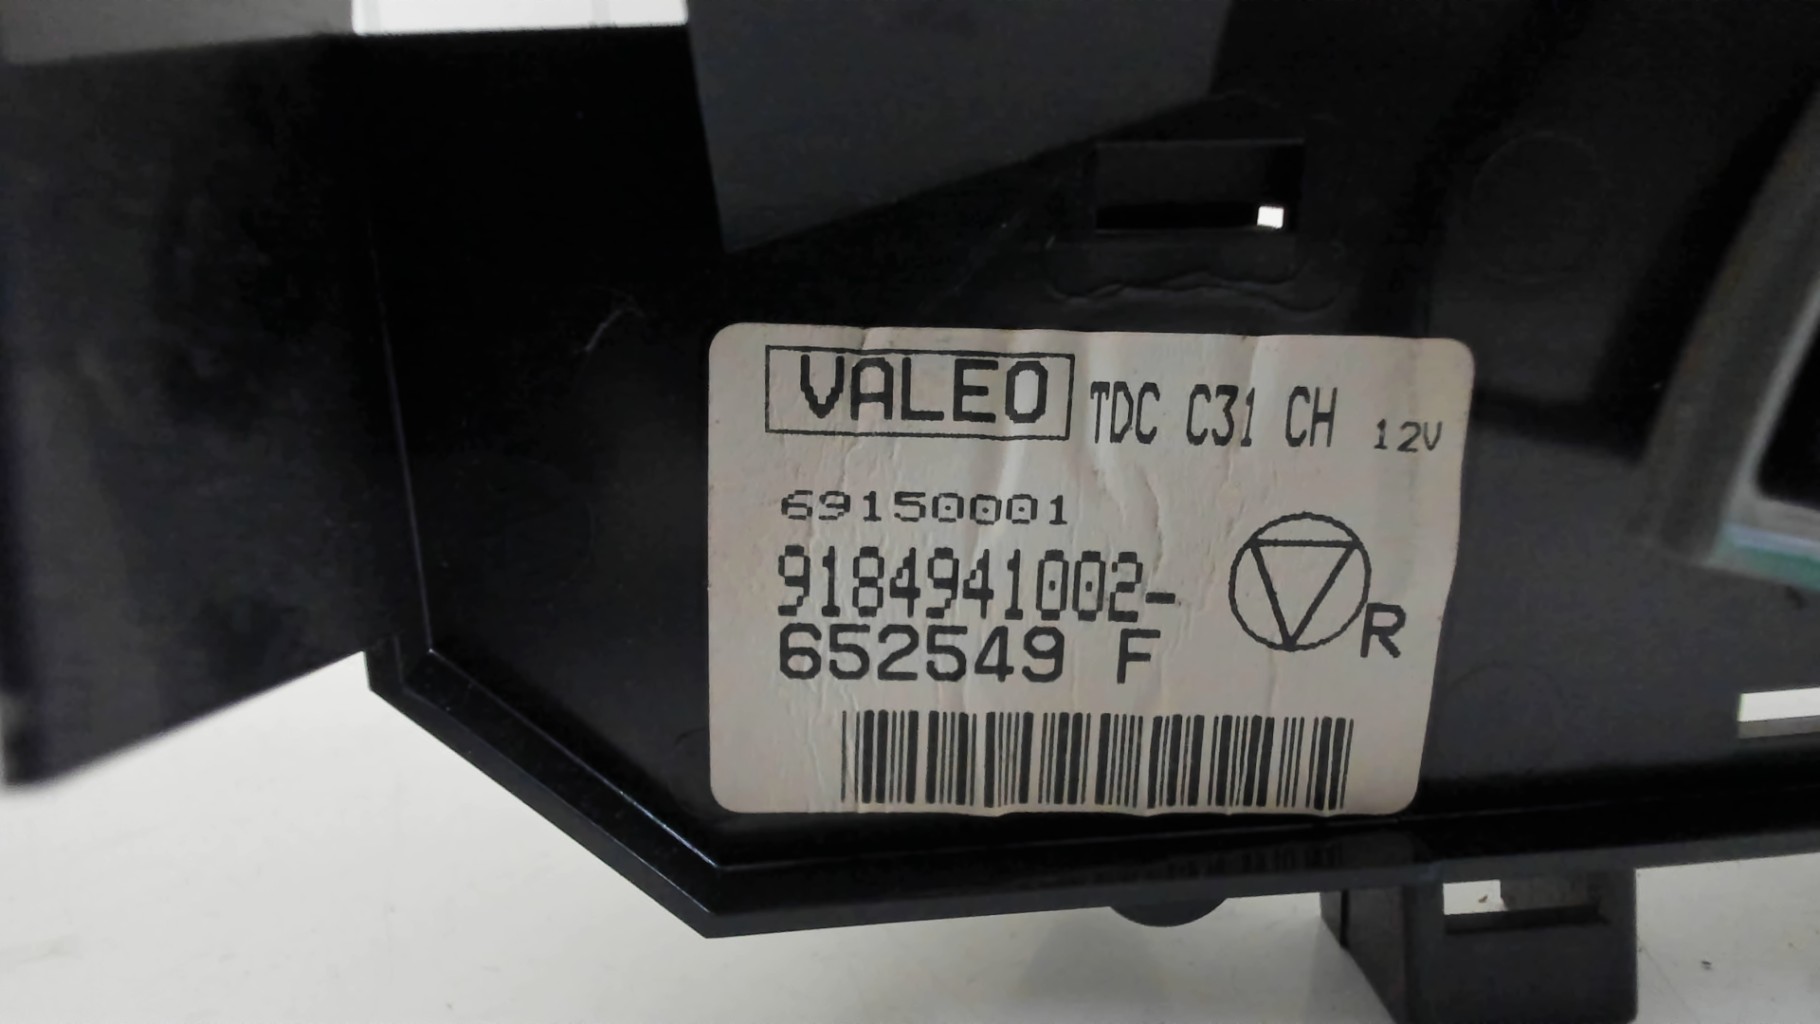 VALEO TDC C31 CH 12V
69150001
9184941002-
652549 F
R